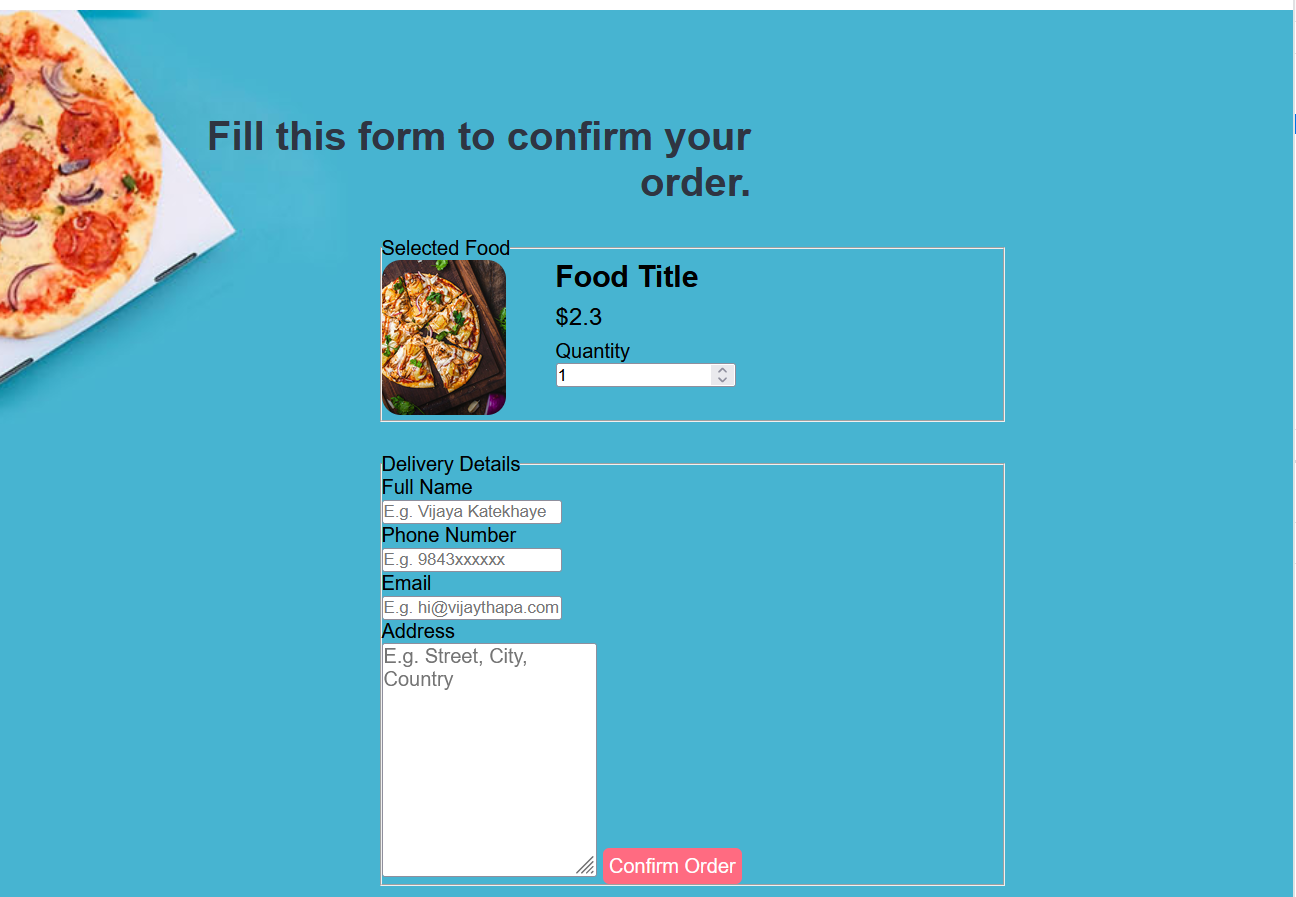 Fill this form to confirm your
order.
Selected Food
Food Title
$2.3
Quantity
1
Delivery Details
Full Name
E.g. Vijaya Katekhaye
Phone Number
E.g. 9843xxxxxx
Email
E.g. hi@vijaythapa.com
Address
E.g. Street, City,
Country
Confirm Order